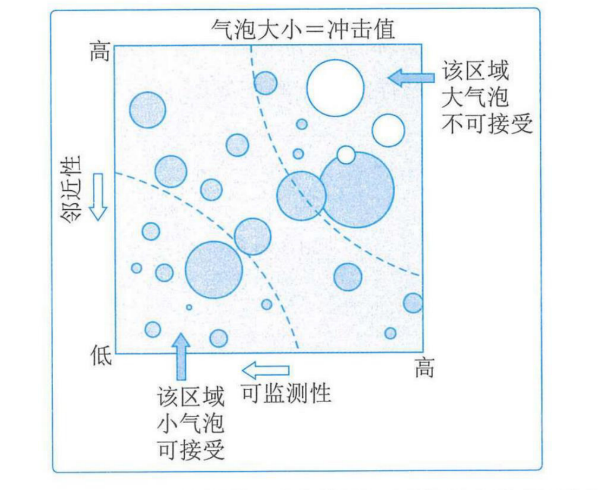 气泡大小＝冲击值
高
该区域
大气泡
不可接受
邻近性
低
高
可监测性
该区域
小气泡
可接受